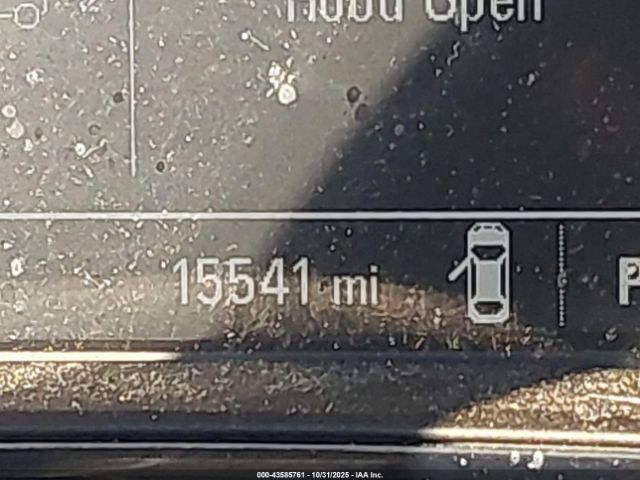 Hood Open
15541 mi
P
000-43585761 - 10/31/2025 - IAA Inc.